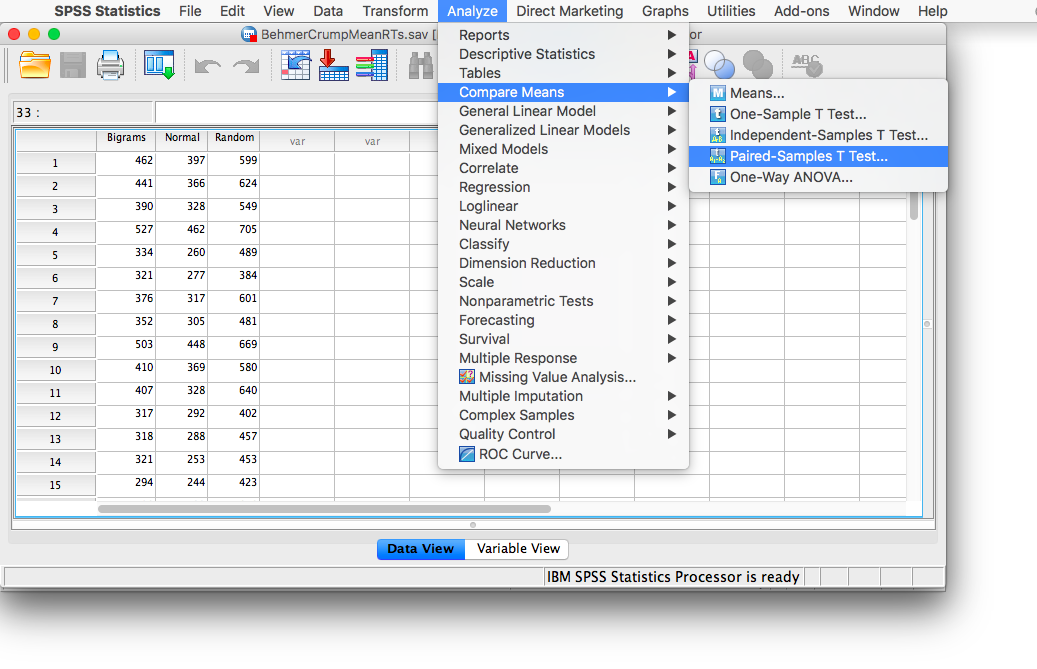 SPSS Statistics File Edit View Data Transform Analyze Direct Marketing Graphs Utilities Add-ons Window Help
BehmerCrumpMeanRTs.sav [
or
Reports
Descriptive Statistics
Tables
Compare Means
General Linear Model
Generalized Linear Models
Mixed Models
Correlate
Regression
Loglinear
Neural Networks
Classify
Dimension Reduction
Scale
Nonparametric Tests
Forecasting
Survival
Multiple Response
Missing Value Analysis...
Multiple Imputation
Complex Samples
Quality Control
ROC Curve...
Means...
One-Sample T Test...
Independent-Samples T Test...
Paired-Samples T Test...
One-Way ANOVA...
ABC
33 :
Bigrams Normal Random var var
1 462 397 599
2 441 366 624
3 390 328 549
4 527 462 705
5 334 260 489
6 321 277 384
7 376 317 601
8 352 305 481
9 503 448 669
10 410 369 580
11 407 328 640
12 317 292 402
13 318 288 457
14 321 253 453
15 294 244 423
Data View Variable View
IBM SPSS Statistics Processor is ready